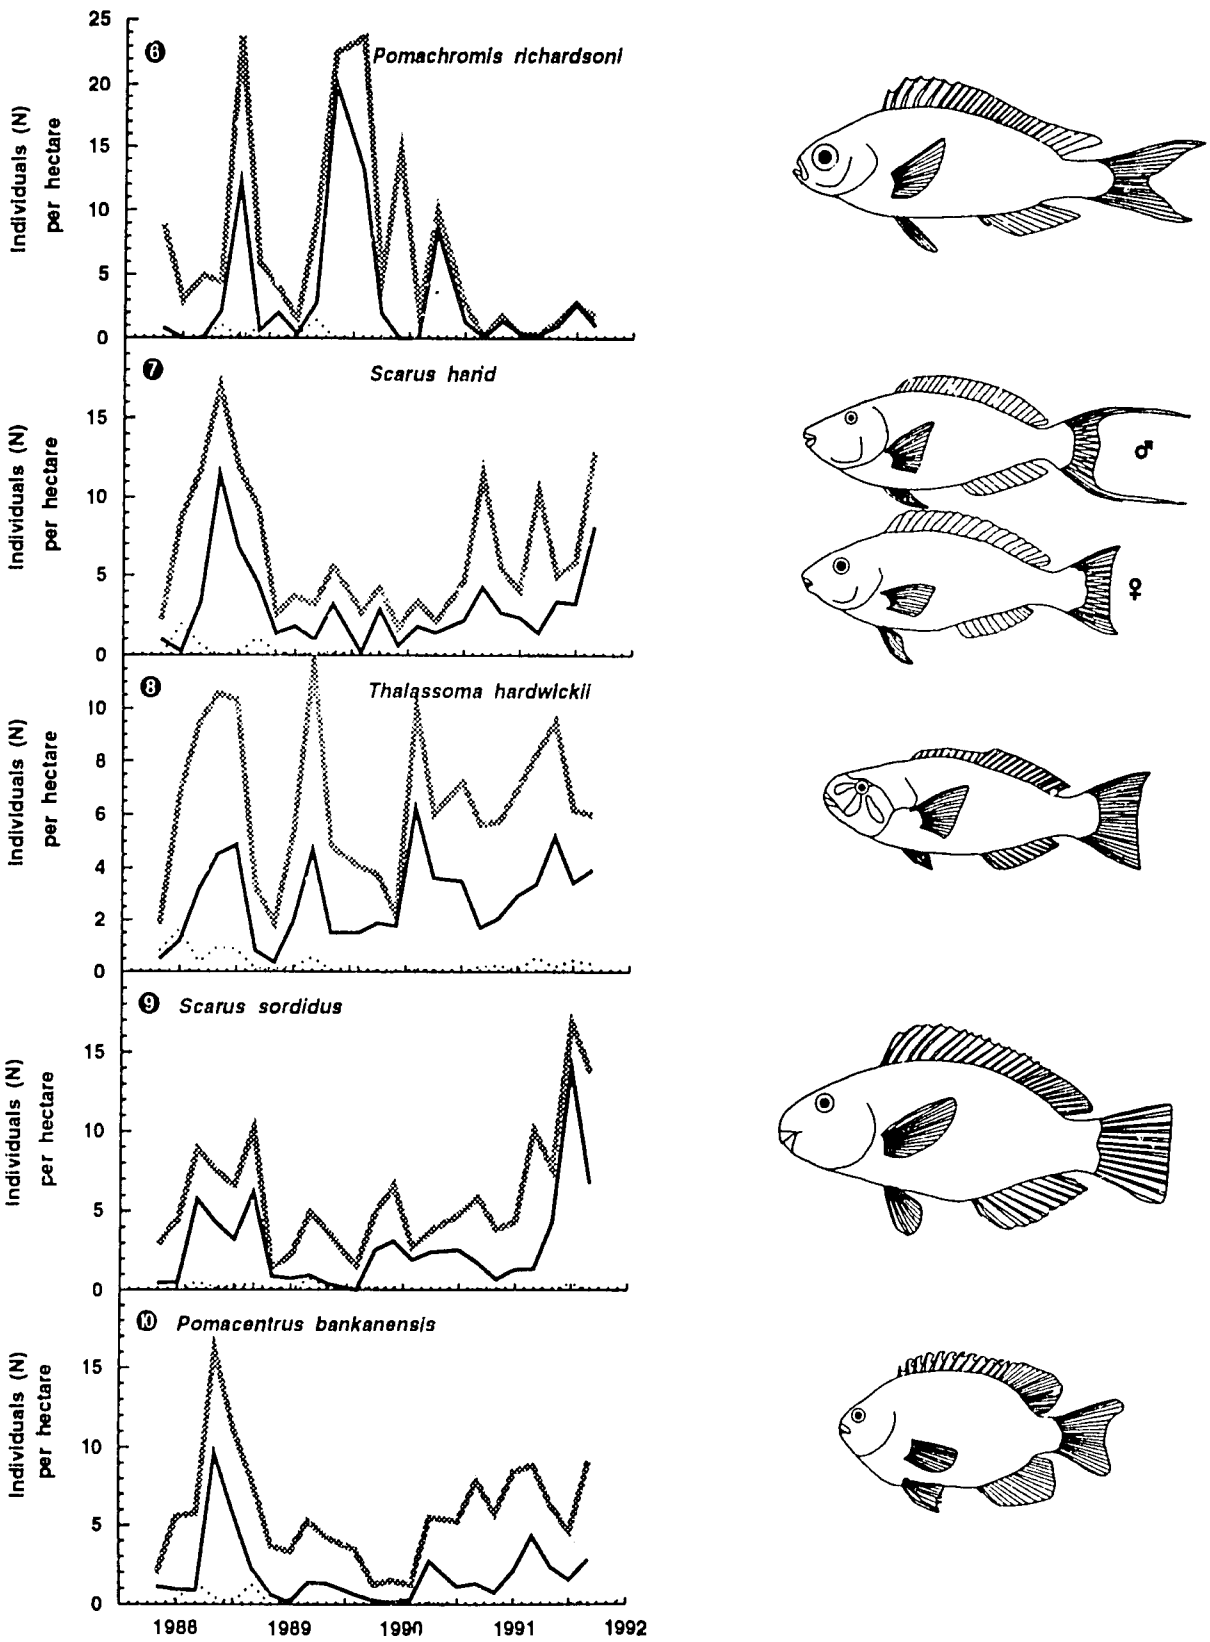 25
20
15
10
5
0
Individuals (N)
per hectare
6
Pomachromis richardsoni
15
10
5
0
Individuals (N)
per hectare
7
Scarus harid
♂
♀
10
8
6
4
2
0
Individuals (N)
per hectare
8
Thalassoma hardwickii
15
10
5
0
Individuals (N)
per hectare
9
Scarus sordidus
15
10
5
0
Individuals (N)
per hectare
10
Pomacentrus bankanensis
1988 1989 1990 1991 1992